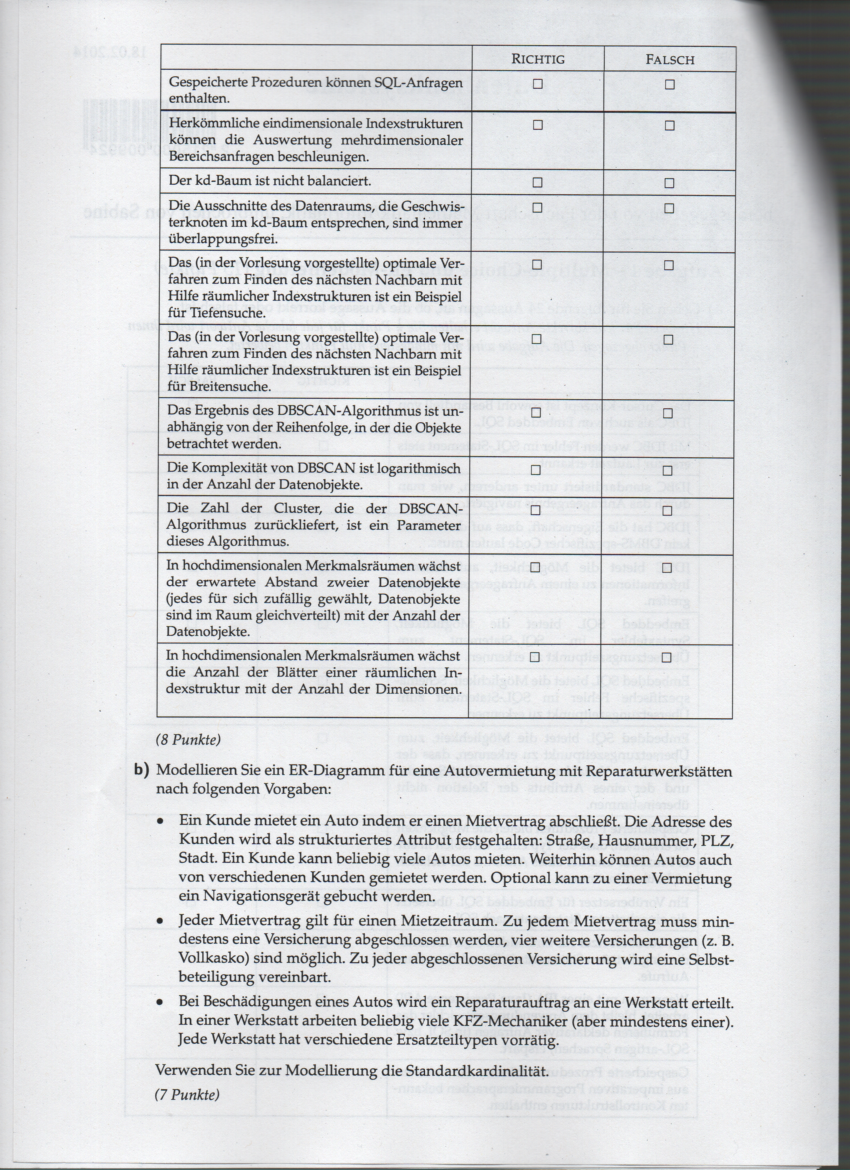 RICHTIG FALSCH
Gespeicherte Prozeduren können SQL-Anfragen
enthalten. ☐ ☐
Herkömmliche eindimensionale Indexstrukturen
können die Auswertung mehrdimensionaler
Bereichsanfragen beschleunigen. ☐ ☐
Der kd-Baum ist nicht balanciert. ☐ ☐
Die Ausschnitte des Datenraums, die Geschwis-
terknoten im kd-Baum entsprechen, sind immer
überlappungsfrei. ☐ ☐
Das (in der Vorlesung vorgestellte) optimale Ver-
fahren zum Finden des nächsten Nachbarn mit
Hilfe räumlicher Indexstrukturen ist ein Beispiel
für Tiefensuche. ☐ ☐
Das (in der Vorlesung vorgestellte) optimale Ver-
fahren zum Finden des nächsten Nachbarn mit
Hilfe räumlicher Indexstrukturen ist ein Beispiel
für Breitensuche. ☐ ☐
Das Ergebnis des DBSCAN-Algorithmus ist un-
abhängig von der Reihenfolge, in der die Objekte
betrachtet werden. ☐ ☐
Die Komplexität von DBSCAN ist logarithmisch
in der Anzahl der Datenobjekte. ☐ ☐
Die Zahl der Cluster, die der DBSCAN-
Algorithmus zurückliefert, ist ein Parameter
dieses Algorithmus. ☐ ☐
In hochdimensionalen Merkmalsräumen wächst
der erwartete Abstand zweier Datenobjekte
(jedes für sich zufällig gewählt, Datenobjekte
sind im Raum gleichverteilt) mit der Anzahl der
Datenobjekte. ☐ ☐
In hochdimensionalen Merkmalsräumen wächst
die Anzahl der Blätter einer räumlichen In-
dexstruktur mit der Anzahl der Dimensionen. ☐ ☐
(8 Punkte)
b) Modellieren Sie ein ER-Diagramm für eine Autovermietung mit Reparaturwerkstätten
nach folgenden Vorgaben:
• Ein Kunde mietet ein Auto indem er einen Mietvertrag abschließt. Die Adresse des
Kunden wird als strukturiertes Attribut festgehalten: Straße, Hausnummer, PLZ,
Stadt. Ein Kunde kann beliebig viele Autos mieten. Weiterhin können Autos auch
von verschiedenen Kunden gemietet werden. Optional kann zu einer Vermietung
ein Navigationsgerät gebucht werden.
• Jeder Mietvertrag gilt für einen Mietzeitraum. Zu jedem Mietvertrag muss min-
destens eine Versicherung abgeschlossen werden, vier weitere Versicherungen (z. B.
Vollkasko) sind möglich. Zu jeder abgeschlossenen Versicherung wird eine Selbst-
beteiligung vereinbart.
• Bei Beschädigungen eines Autos wird ein Reparaturauftrag an eine Werkstatt erteilt.
In einer Werkstatt arbeiten beliebig viele KFZ-Mechaniker (aber mindestens einer).
Jede Werkstatt hat verschiedene Ersatzteiltypen vorrätig.
Verwenden Sie zur Modellierung die Standardkardinalität.
(7 Punkte)